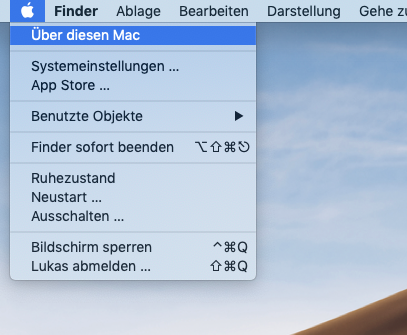 Finder Ablage Bearbeiten Darstellung Gehe zu
Über diesen Mac
Systemeinstellungen ...
App Store ...
Benutzte Objekte
Finder sofort beenden ⌥⇧⌘⎋
Ruhezustand
Neustart ...
Ausschalten ...
Bildschirm sperren ^⌘Q
Lukas abmelden ... ⇧⌘Q